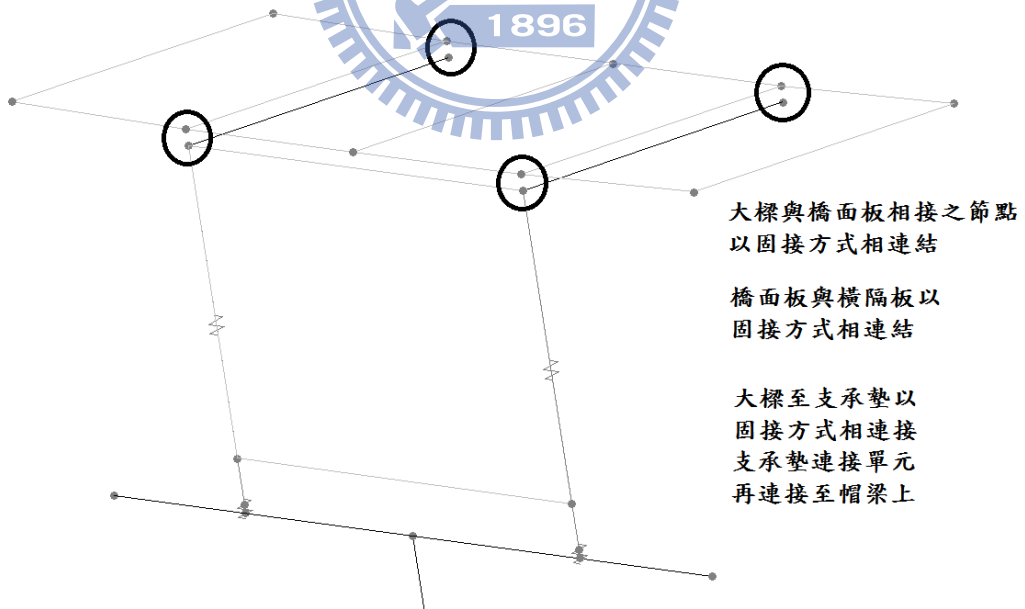 1896
大樑與橋面板相接之節點
以固接方式相連結
橋面板與橫隔板以
固接方式相連結
大樑至支承墊以
固接方式相連接
支承墊連接單元
再連接至帽梁上